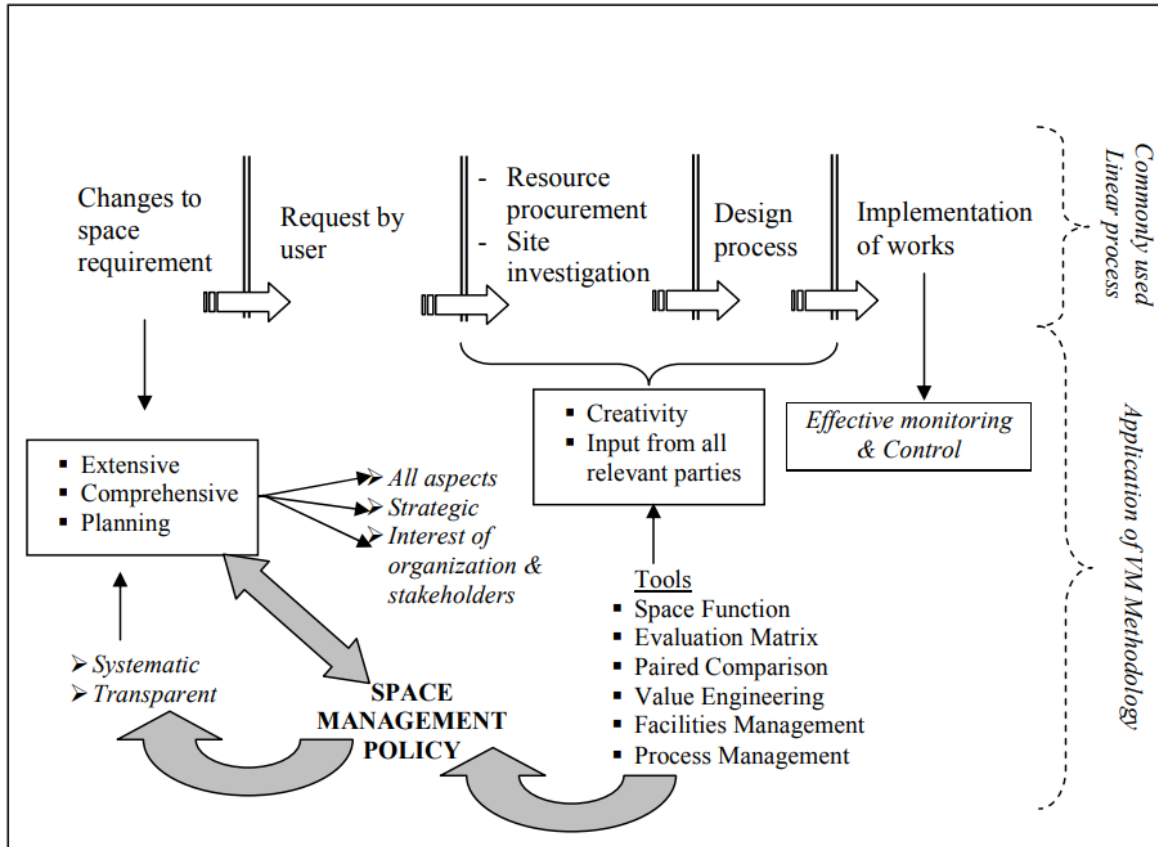 Changes to
space
requirement
Request by
user
- Resource
procurement
- Site
investigation
Design
process
Implementation
of works
Commonly used
Linear process
▪ Extensive
▪ Comprehensive
▪ Planning
➢ All aspects
➢ Strategic
➢ Interest of
organization &
stakeholders
▪ Creativity
▪ Input from all
relevant parties
Effective monitoring
& Control
Application of VM Methodology
➢ Systematic
➢ Transparent
SPACE
MANAGEMENT
POLICY
Tools
▪ Space Function
▪ Evaluation Matrix
▪ Paired Comparison
▪ Value Engineering
▪ Facilities Management
▪ Process Management